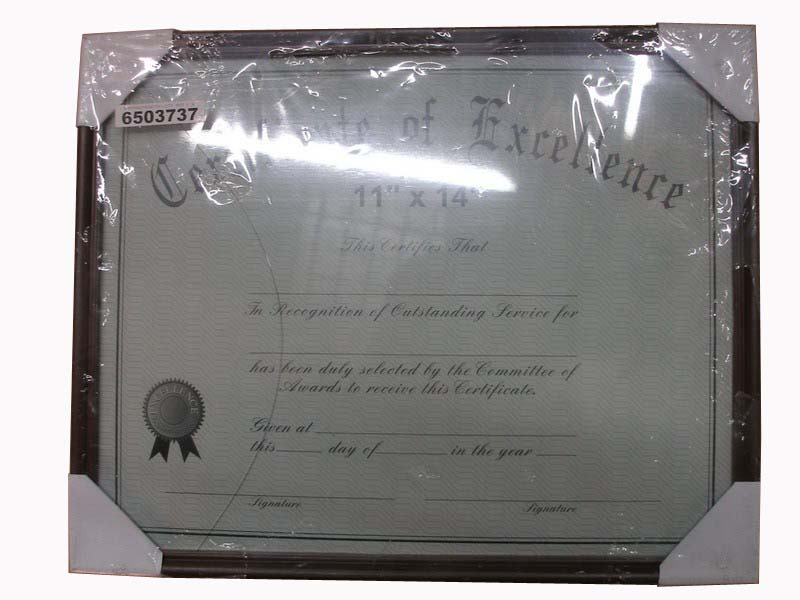 6503737
Certificate of Excellence
11" x 14"
This Certifies That
In Recognition of Outstanding Service for
has been duly selected by the Committee of
Awards to receive this Certificate.
EXCELLENCE
Given at
this day of in the year
Signature Signature